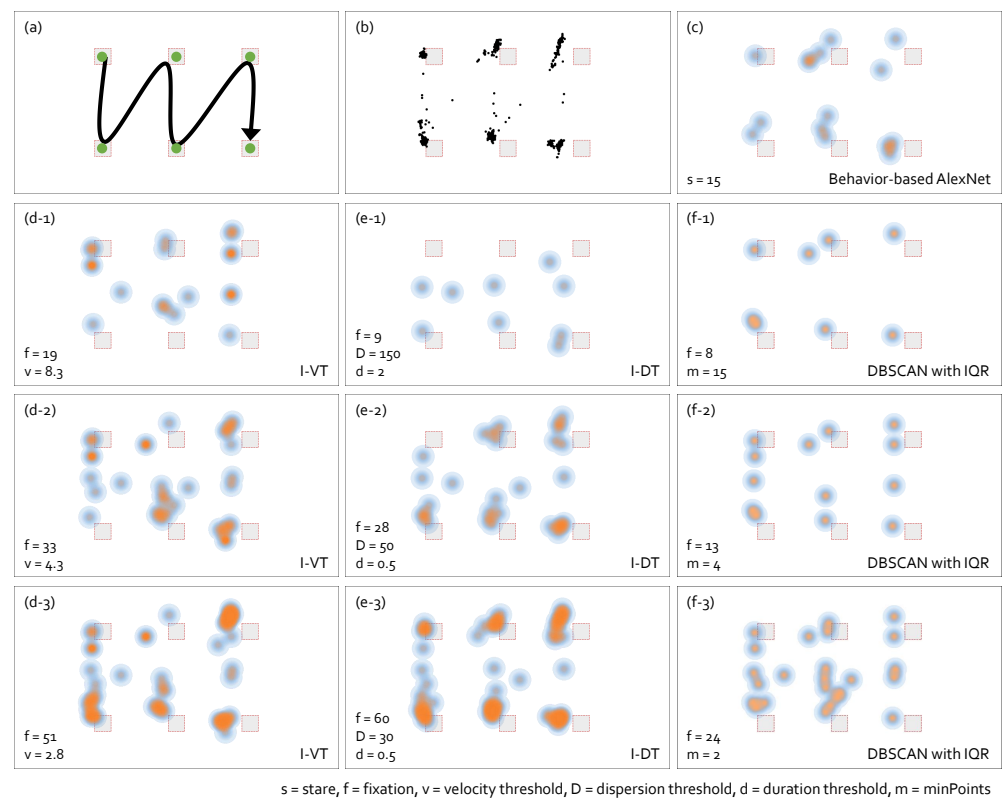 (a)
(b)
(c)
s = 15
Behavior-based AlexNet
(d-1)
f = 19
v = 8.3
I-VT
(e-1)
f = 9
D = 150
d = 2
I-DT
(f-1)
f = 8
m = 15
DBSCAN with IQR
(d-2)
f = 33
v = 4.3
I-VT
(e-2)
f = 28
D = 50
d = 0.5
I-DT
(f-2)
f = 13
m = 4
DBSCAN with IQR
(d-3)
f = 51
v = 2.8
I-VT
(e-3)
f = 60
D = 30
d = 0.5
I-DT
(f-3)
f = 24
m = 2
DBSCAN with IQR
s = stare, f = fixation, v = velocity threshold, D = dispersion threshold, d = duration threshold, m = minPoints